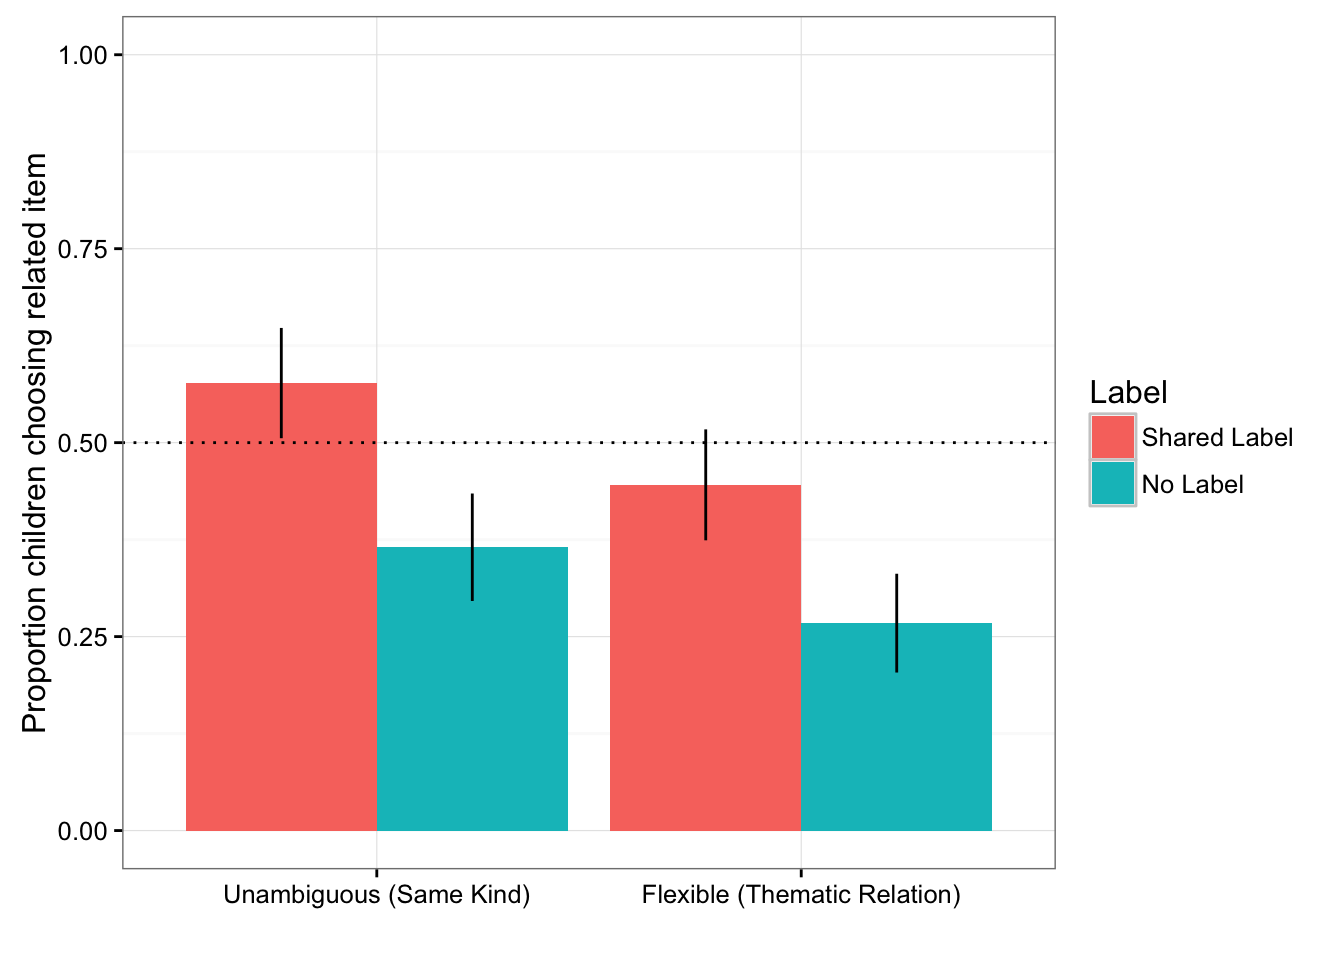 Proportion children choosing related item
1.00
0.75
0.50
0.25
0.00
Unambiguous (Same Kind)
Flexible (Thematic Relation)
Label
Shared Label
No Label